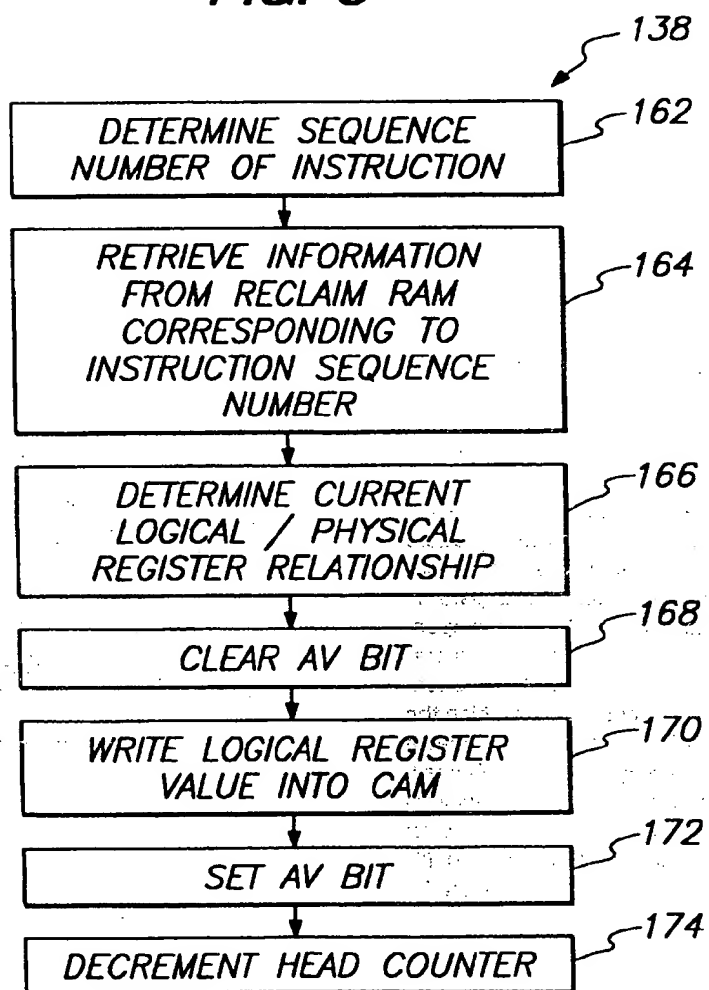 138
DETERMINE SEQUENCE
NUMBER OF INSTRUCTION
162
RETRIEVE INFORMATION
FROM RECLAIM RAM
CORRESPONDING TO
INSTRUCTION SEQUENCE
NUMBER
164
DETERMINE CURRENT
LOGICAL / PHYSICAL
REGISTER RELATIONSHIP
166
CLEAR AV BIT
168
WRITE LOGICAL REGISTER
VALUE INTO CAM
170
SET AV BIT
172
DECREMENT HEAD COUNTER
174